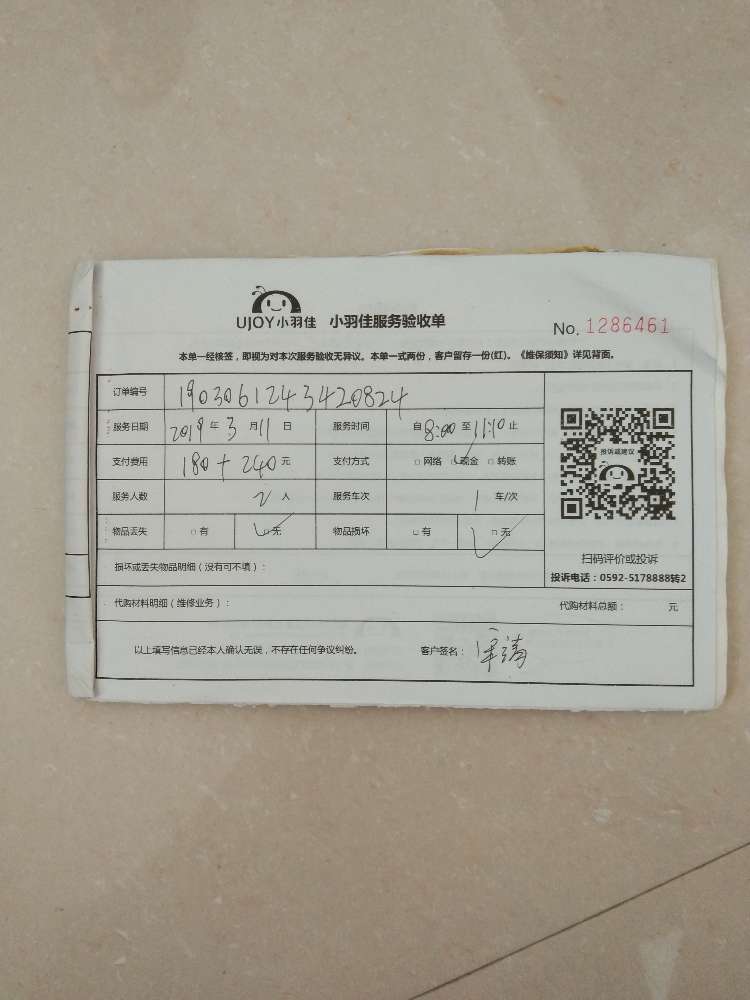 UJOY小羽佳 小羽佳服务验收单
No. 1286461
本单一经核签，即视为对本次服务验收无异议。本单一式两份，客户留存一份(红)。《维保须知》详见背面。
订单编号 1903061243420824
服务日期 2019 年 3 月 11 日 服务时间 自 8:00 至 11:10 止
支付费用 180 + 240 元 支付方式 □ 网络 ☑ 现金 □ 转账
服务人数 2 人 服务车次 1 车/次
物品丢失 □ 有 ☑ 无 物品损坏 □ 有 ☑ 无
投诉或建议
扫码评价或投诉
投诉电话：0592-5178888转2
损坏或丢失物品明细（没有可不填）：
代购材料明细（维修业务）： 代购材料总额： 元
以上填写信息已经本人确认无误，不存在任何争议纠纷。 客户签名：